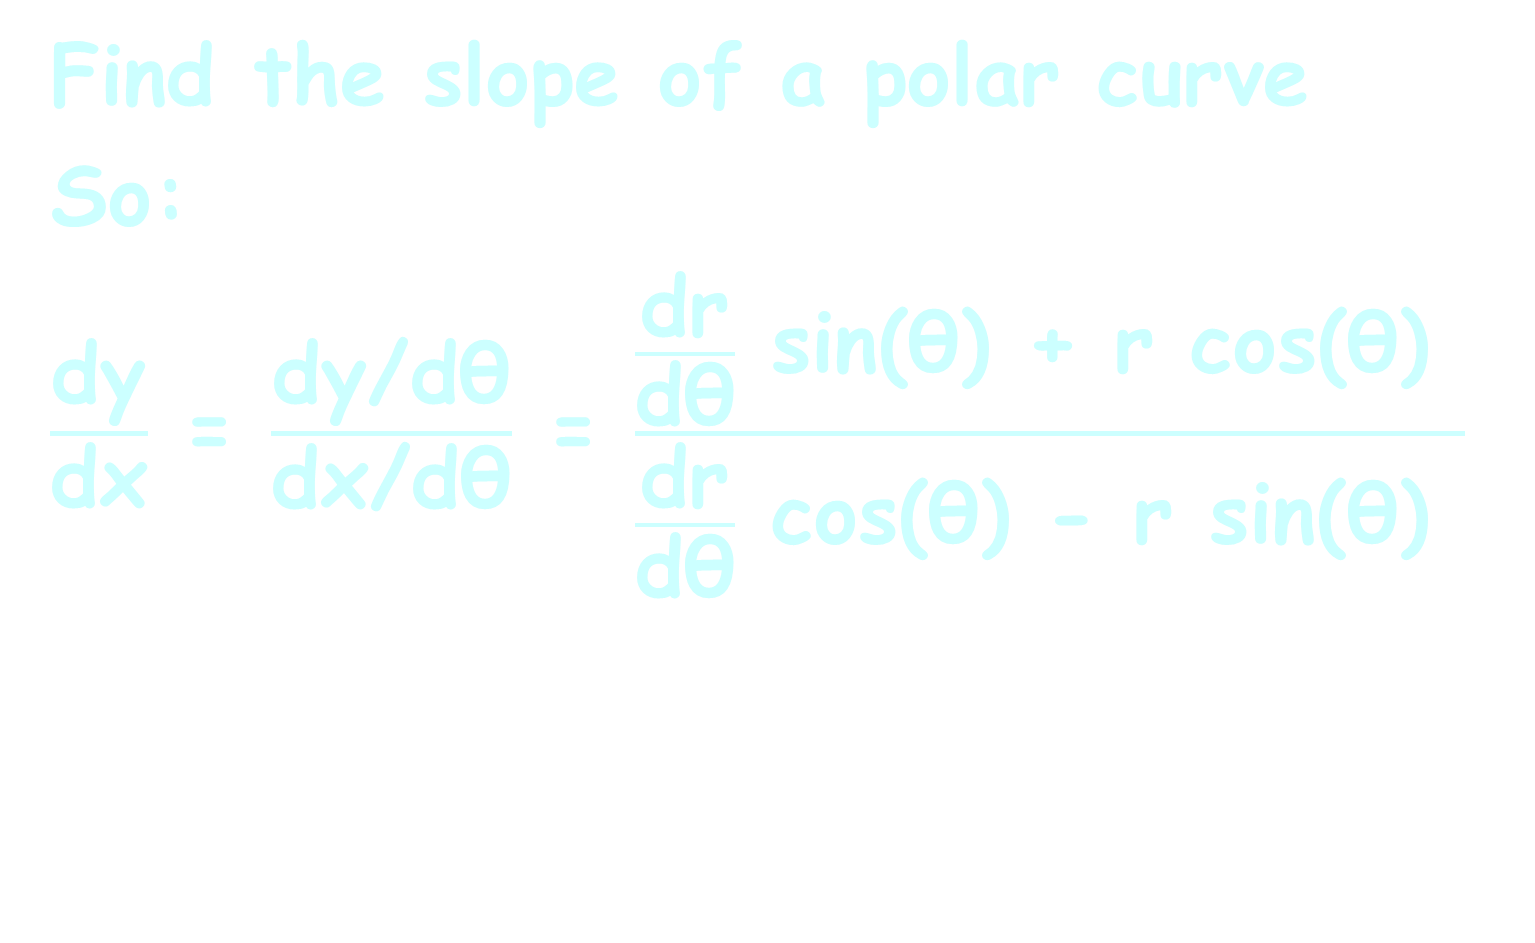 Find the slope of a polar curve
So:
dy/dx = (dy/dθ)/(dx/dθ) = (dr/dθ sin(θ) + r cos(θ))/(dr/dθ cos(θ) - r sin(θ))